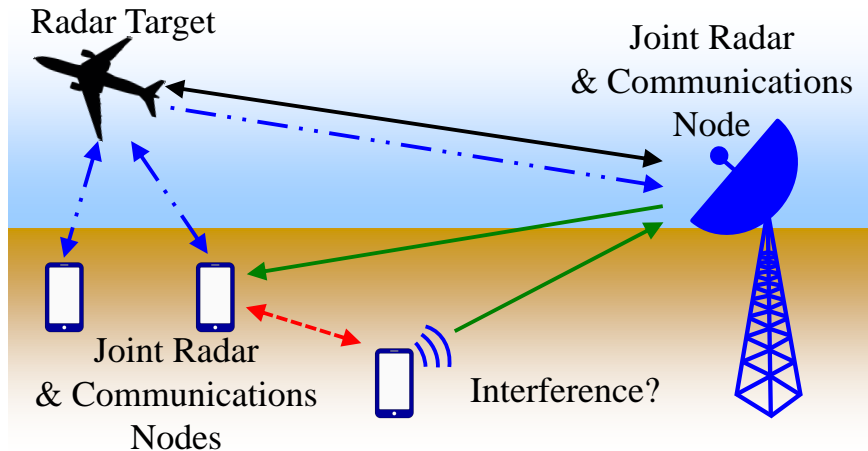 Radar Target
Joint Radar
& Communications
Node
Joint Radar
& Communications
Nodes
Interference?